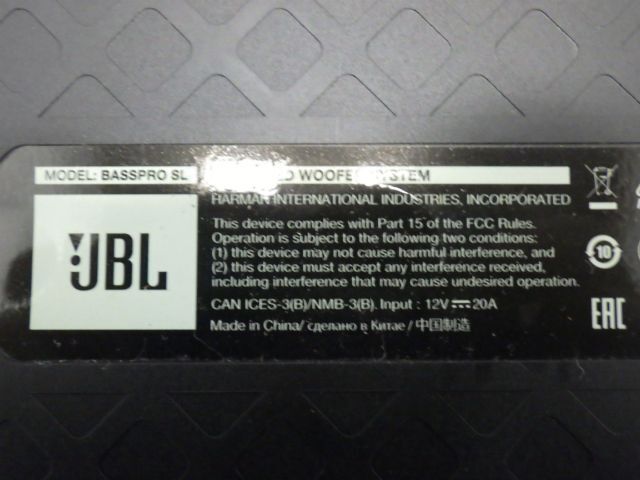 MODEL: BASSPRO SL WOOFER SYSTEM
HARMAN INTERNATIONAL INDUSTRIES, INCORPORATED
This device complies with Part 15 of the FCC Rules.
Operation is subject to the following two conditions:
(1) this device may not cause harmful interference, and
(2) this device must accept any interference received,
including interference that may cause undesired operation.
CAN ICES-3(B)/NMB-3(B). Input : 12V⎓20A
Made in China/ сделано в Китае / 中国制造
JBL
10
EAC